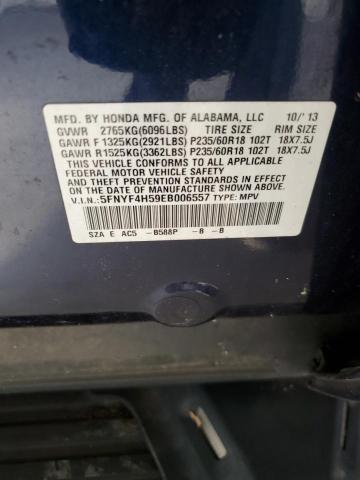 MFD. BY HONDA MFG. OF ALABAMA, LLC 10/'13
GVWR 2765KG(6096LBS) TIRE SIZE RIM SIZE
GAWR F 1325KG(2921LBS) P235/60R18 102T 18X7.5J
GAWR R 1525KG(3362LBS) P235/60R18 102T 18X7.5J
THIS VEHICLE CONFORMS TO ALL APPLICABLE
FEDERAL MOTOR VEHICLE SAFETY AND
THEFT PREVENTION STANDARDS IN EFFECT ON
THE DATE OF MANUFACTURE SHOWN ABOVE.
V.I.N.:5FNYF4H59EB006557 TYPE: MPV
SZA E AC5 -B588P -B -B